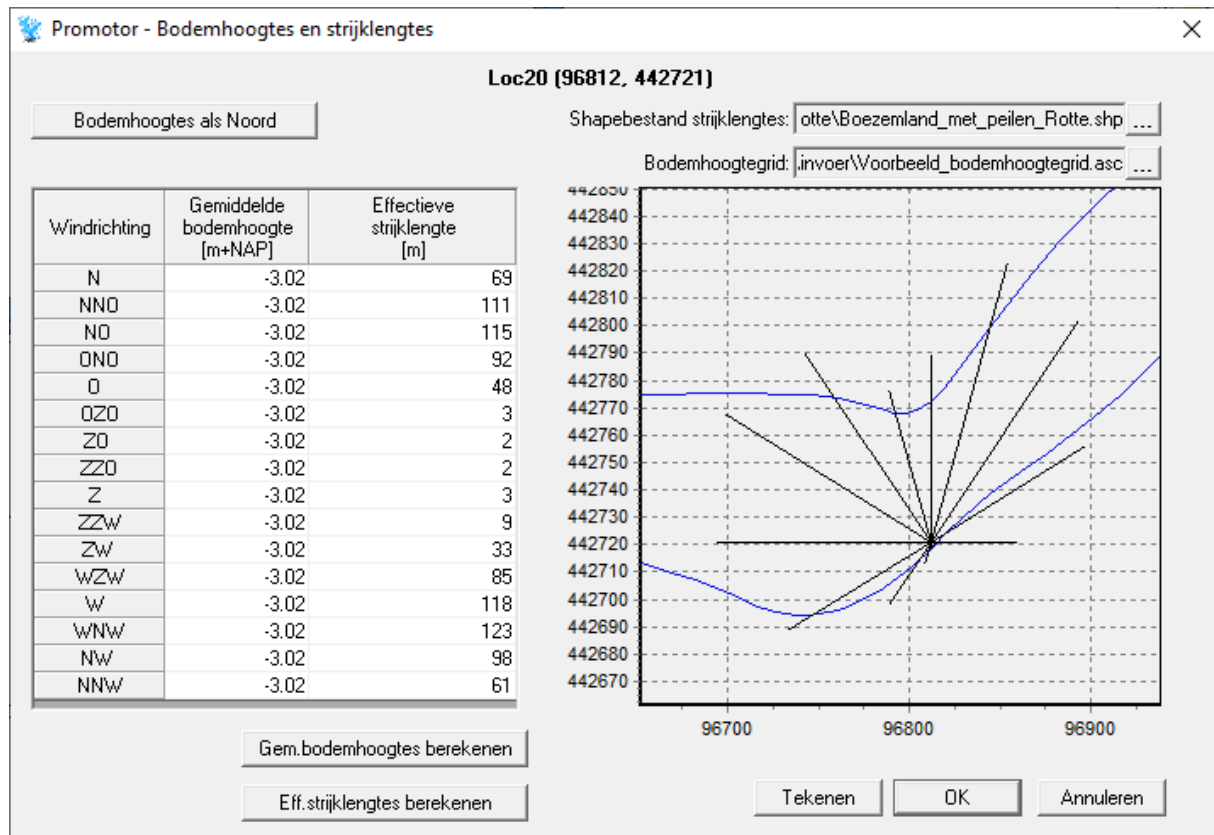 Promotor - Bodemhoogtes en strijklengtes
Loc20 (96812, 442721)
Bodemhoogtes als Noord
Shapebestand strijklengtes: otte\Boezemland_met_peilen_Rotte.shp ...
Bodemhoogtegrid: .invoer\Voorbeeld_bodemhoogtegrid.asc ...
Windrichting Gemiddelde bodemhoogte [m+NAP] Effectieve strijklengte [m]
N -3.02 69
NNO -3.02 111
NO -3.02 115
ONO -3.02 92
O -3.02 48
OZO -3.02 3
ZO -3.02 2
ZZO -3.02 2
Z -3.02 3
ZZW -3.02 9
ZW -3.02 33
WZW -3.02 85
W -3.02 118
WNW -3.02 123
NW -3.02 98
NNW -3.02 61
442850
442840
442830
442820
442810
442800
442790
442780
442770
442760
442750
442740
442730
442720
442710
442700
442690
442680
442670
96700 96800 96900
Gem.bodemhoogtes berekenen
Eff.strijklengtes berekenen
Tekenen OK Annuleren